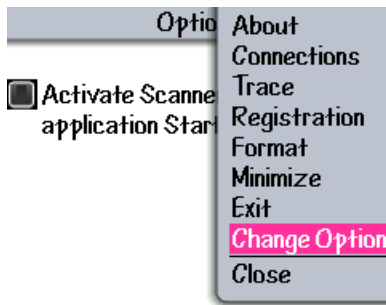 Optio
About
Connections
Trace
Registration
Format
Minimize
Exit
Change Option
Close
Activate Scanne
application Start